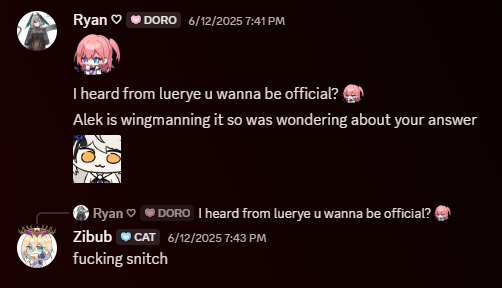 Ryan ♡ DORO 6/12/2025 7:41 PM
I heard from luerye u wanna be official?
Alek is wingmanning it so was wondering about your answer
Ryan ♡ DORO I heard from luerye u wanna be official?
Zibub CAT 6/12/2025 7:43 PM
fucking snitch